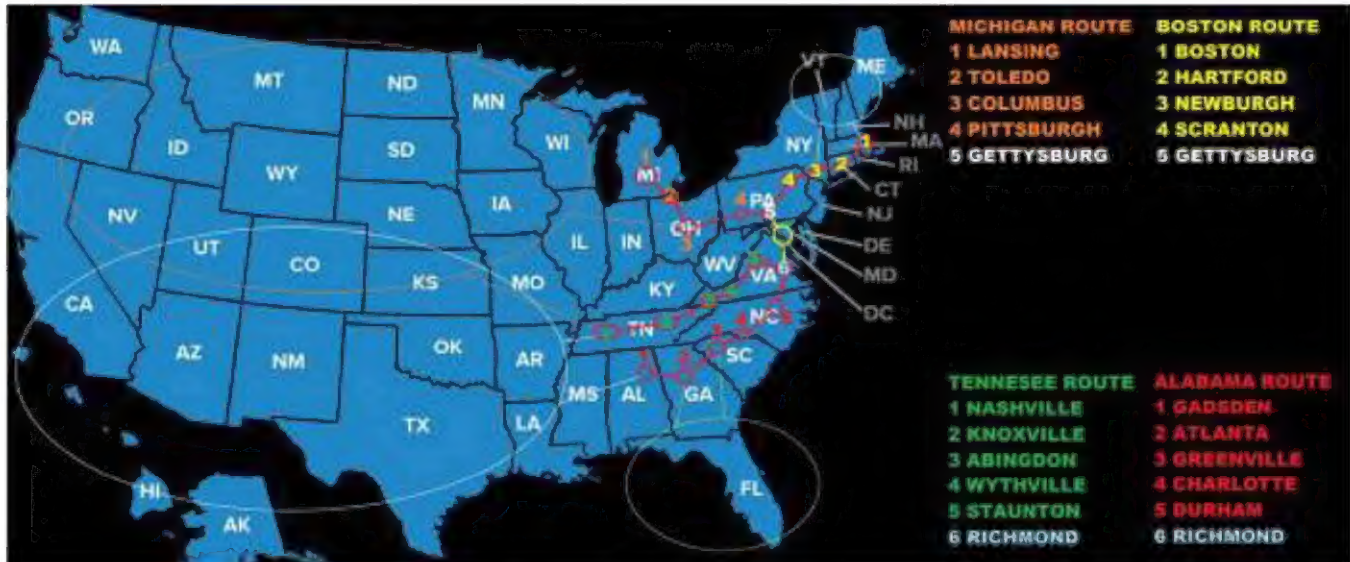 MICHIGAN ROUTE
1 LANSING
2 TOLEDO
3 COLUMBUS
4 PITTSBURGH
5 GETTYSBURG
BOSTON ROUTE
1 BOSTON
2 HARTFORD
3 NEWBURGH
4 SCRANTON
5 GETTYSBURG
WA
MT
ND
MN
VT
ME
OR
ID
SD
WI
MI
NY
NH
MA
RI
WY
CT
NV
NE
IA
PA
NJ
UT
CO
IL
IN
OH
DE
MD
DC
CA
KS
MO
WV
VA
KY
AZ
NM
OK
AR
TN
NC
SC
MS
AL
GA
TX
LA
FL
HI
AK
TENNESEE ROUTE
1 NASHVILLE
2 KNOXVILLE
3 ABINGDON
4 WYTHVILLE
5 STAUNTON
6 RICHMOND
ALABAMA ROUTE
1 GADSDEN
2 ATLANTA
3 GREENVILLE
4 CHARLOTTE
5 DURHAM
6 RICHMOND